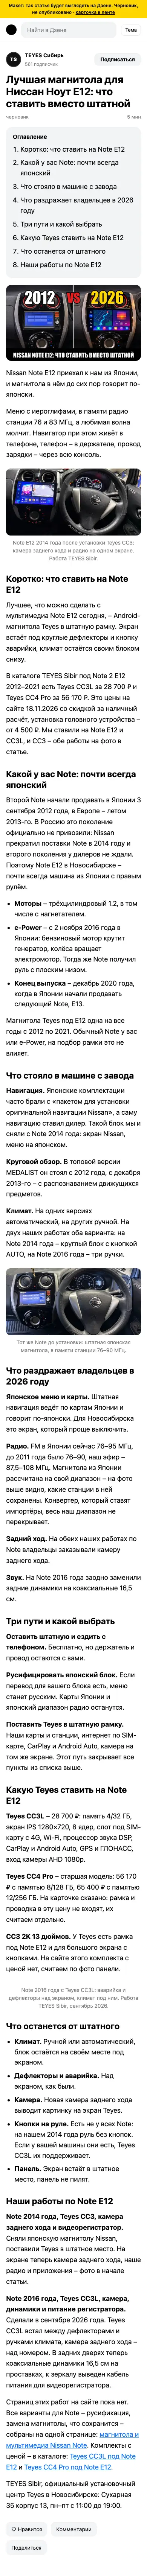 Макет: так статья будет выглядеть на Дзене. Черновик,
не опубликовано · карточка в ленте
Найти в Дзене
Тема
TS
TEYES Сибирь
561 подписчик
Подписаться
Лучшая магнитола для
Ниссан Ноут Е12: что
ставить вместо штатной
черновик
5 мин
Оглавление
1. Коротко: что ставить на Note E12
2. Какой у вас Note: почти всегда
японский
3. Что стояло в машине с завода
4. Что раздражает владельцев в 2026
году
5. Три пути и какой выбрать
6. Какую Teyes ставить на Note E12
7. Что останется от штатного
8. Наши работы по Note E12
2012 VS 2026
NISSAN NOTE E12: ЧТО СТАВИТЬ ВМЕСТО ШТАТНОЙ
Nissan Note E12 приехал к нам из Японии,
и магнитола в нём до сих пор говорит по-
японски.
Меню с иероглифами, в памяти радио
станции 76 и 83 МГц, а любимая волна
молчит. Навигатор при этом живёт в
телефоне, телефон – в держателе, провод
зарядки – через всю консоль.
Note E12 2014 года после установки Teyes CC3:
камера заднего хода и радио на одном экране.
Работа TEYES Sibir.
Коротко: что ставить на Note
E12
Лучшее, что можно сделать с
мультимедиа Note E12 сегодня, – Android-
магнитола Teyes в штатную рамку. Экран
встаёт под круглые дефлекторы и кнопку
аварийки, климат остаётся своим блоком
снизу.
В каталоге TEYES Sibir под Note 2 E12
2012–2021 есть Teyes CC3L за 28 700 ₽ и
Teyes CC4 Pro за 56 170 ₽. Это цены на
сайте 18.11.2026 со скидкой за наличный
расчёт, установка головного устройства –
от 4 500 ₽. Мы ставили на Note E12 и
CC3L, и CC3 – обе работы на фото в
статье.
Какой у вас Note: почти всегда
японский
Второй Note начали продавать в Японии 3
сентября 2012 года, в Европе – летом
2013-го. В Россию это поколение
официально не привозили: Nissan
прекратил поставки Note в 2014 году и
второго поколения у дилеров не ждали.
Поэтому Note E12 в Новосибирске –
почти всегда машина из Японии с правым
рулём.
• Моторы – трёхцилиндровый 1.2, в том
числе с нагнетателем.
• e-Power – с 2 ноября 2016 года в
Японии: бензиновый мотор крутит
генератор, колёса вращает
электромотор. Тогда же Note получил
руль с плоским низом.
• Конец выпуска – декабрь 2020 года,
когда в Японии начали продавать
следующий Note, E13.
Магнитола Teyes под E12 одна на все
годы с 2012 по 2021. Обычный Note у вас
или e-Power, на подбор рамки это не
влияет.
Что стояло в машине с завода
Навигация. Японские комплектации
часто брали с «пакетом для установки
оригинальной навигации Nissan», а саму
навигацию ставил дилер. Такой блок мы и
сняли с Note 2014 года: экран Nissan,
меню на японском.
Круговой обзор. В топовой версии
MEDALIST он стоял с 2012 года, с декабря
2013-го – с распознаванием движущихся
предметов.
Климат. На одних версиях
автоматический, на других ручной. На
двух наших работах оба варианта: на
Note 2014 года – круглый блок с кнопкой
AUTO, на Note 2016 года – три ручки.
Тот же Note до установки: штатная японская
магнитола, в памяти станции 76–90 МГц.
Что раздражает владельцев в
2026 году
Японское меню и карты. Штатная
навигация ведёт по картам Японии и
говорит по-японски. Для Новосибирска
это экран, который проще выключить.
Радио. FM в Японии сейчас 76–95 МГц,
до 2011 года было 76–90, наш эфир –
87,5–108 МГц. Магнитола из Японии
рассчитана на свой диапазон – на фото
выше видно, какие станции в ней
сохранены. Конвертер, который ставят
импортёры, весь наш диапазон не
перекрывает.
Задний ход. На обеих наших работах по
Note владельцы заказывали камеру
заднего хода.
Звук. На Note 2016 года заодно заменили
задние динамики на коаксиальные 16,5
см.
Три пути и какой выбрать
Оставить штатную и ездить с
телефоном. Бесплатно, но держатель и
провод остаются с вами.
Русифицировать японский блок. Если
перевод для вашего блока есть, меню
станет русским. Карты Японии и
японский диапазон радио останутся.
Поставить Teyes в штатную рамку.
Наши карты и станции, интернет по SIM-
карте, CarPlay и Android Auto, камера на
том же экране. Этот путь закрывает все
пункты из списка выше.
Какую Teyes ставить на Note
E12
Teyes CC3L – 28 700 ₽: память 4/32 ГБ,
экран IPS 1280×720, 8 ядер, слот под SIM-
карту с 4G, Wi-Fi, процессор звука DSP,
CarPlay и Android Auto, GPS и ГЛОНАСС,
вход камеры AHD 1080p.
Teyes CC4 Pro – старшая модель: 56 170
₽ с памятью 8/128 ГБ, 65 400 ₽ с памятью
12/256 ГБ. На карточке сказано: рамка и
проводка в эту цену не входят, их
считаем отдельно.
CC3 2K 13 дюймов. У Teyes есть рамка
под Note E12 и для большого экрана с
кнопками. На сайте этого комплекта с
ценой нет, считаем по фото панели.
Note 2016 года с Teyes CC3L: аварийка и
дефлекторы над экраном, климат под ним. Работа
TEYES Sibir, сентябрь 2026.
Что останется от штатного
• Климат. Ручной или автоматический,
блок остаётся на своём месте под
экраном.
• Дефлекторы и аварийка. Над
экраном, как были.
• Камера. Новая камера заднего хода
выводит картинку на экран Teyes.
• Кнопки на руле. Есть не у всех Note:
на нашем 2014 года руль без кнопок.
Если у вашей машины они есть, Teyes
CC3L их поддерживает.
• Панель. Экран встаёт в штатное
место, панель не пилят.
Наши работы по Note E12
Note 2014 года, Teyes CC3, камера
заднего хода и видеорегистратор.
Сняли японскую магнитолу Nissan,
поставили Teyes в штатное место. На
экране теперь камера заднего хода, наше
радио и приложения – фото в начале
статьи.
Note 2016 года, Teyes CC3L, камера,
динамики и питание регистратора.
Сделали в сентябре 2026 года. Teyes
CC3L встал между дефлекторами и
ручками климата, камера заднего хода –
над номером. В задних дверях теперь
коаксиальные динамики 16,5 см на
проставках, к зеркалу выведен кабель
питания для видеорегистратора.
Страниц этих работ на сайте пока нет.
Все варианты для Note – русификация,
замена магнитолы, что сохранится –
собраны на одной странице: магнитола и
мультимедиа Nissan Note. Комплекты с
ценой – в каталоге: Teyes CC3L под Note
E12 и Teyes CC4 Pro под Note E12.
TEYES Sibir, официальный установочный
центр Teyes в Новосибирске: Сухарная
35 корпус 13, пн–пт с 11:00 до 19:00.
Нравится
Комментарии
Поделиться